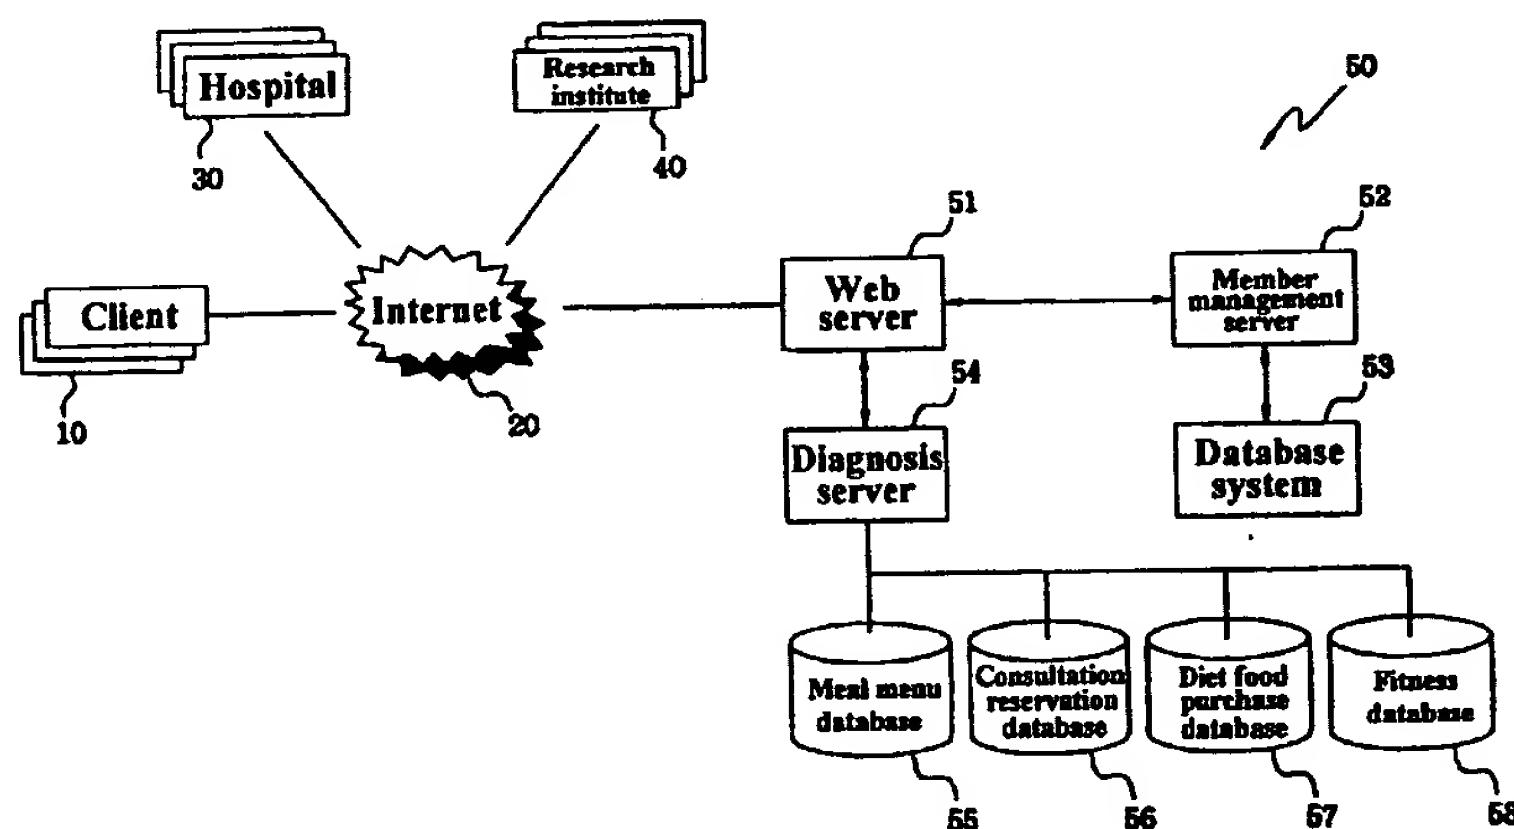 Hospital
30
Research
institute
40
50
Client
10
Internet
20
51
Web
server
52
Member
management
server
54
Diagnosis
server
53
Database
system
Meal menu
database
55
Consultation
reservation
database
56
Diet food
purchase
database
57
Fitness
database
58